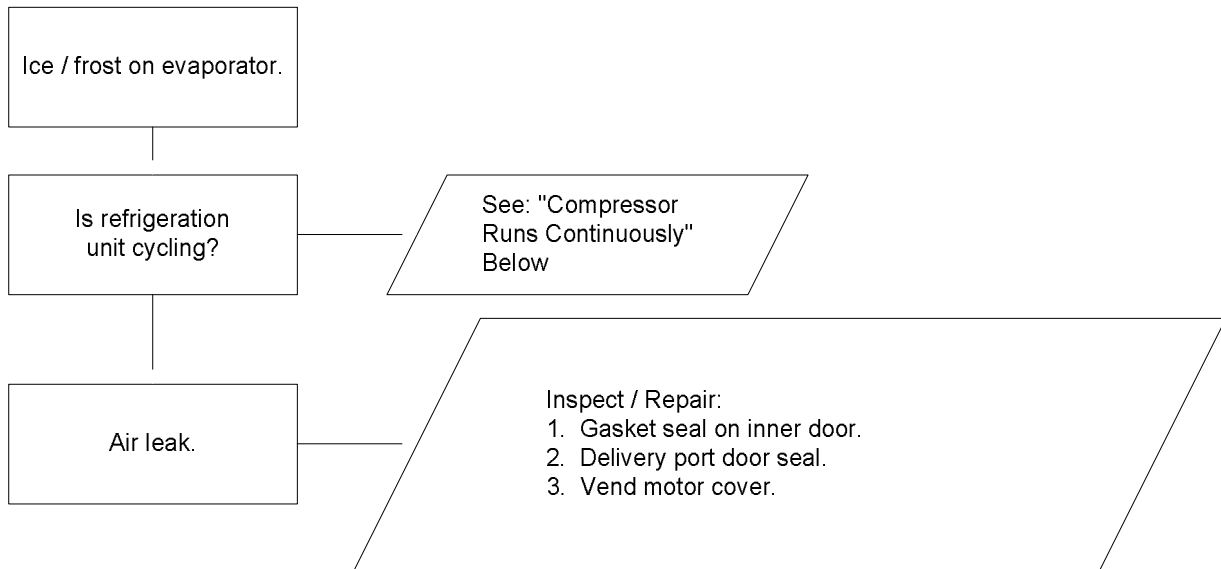 Ice / frost on evaporator.
Is refrigeration
unit cycling?
See: "Compressor
Runs Continuously"
Below
Air leak.
Inspect / Repair:
1. Gasket seal on inner door.
2. Delivery port door seal.
3. Vend motor cover.